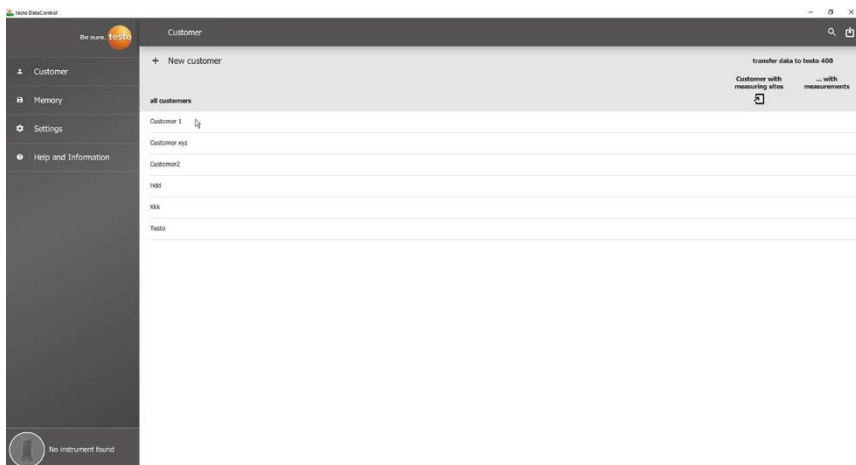 testo DataControl
Be sure. testo
Customer
Customer
Memory
Settings
Help and Information
No instrument found
+ New customer
transfer data to testo 400
Customer with
measuring sites
... with
measurements
all customers
Customer 1
Customer xyz
Customer2
Hdd
Kkk
Testo